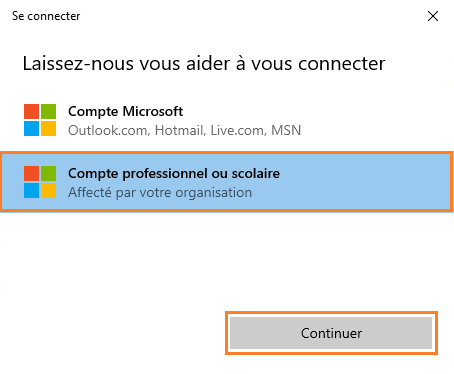 Se connecter
Laissez-nous vous aider à vous connecter
Compte Microsoft
Outlook.com, Hotmail, Live.com, MSN
Compte professionnel ou scolaire
Affecté par votre organisation
Continuer